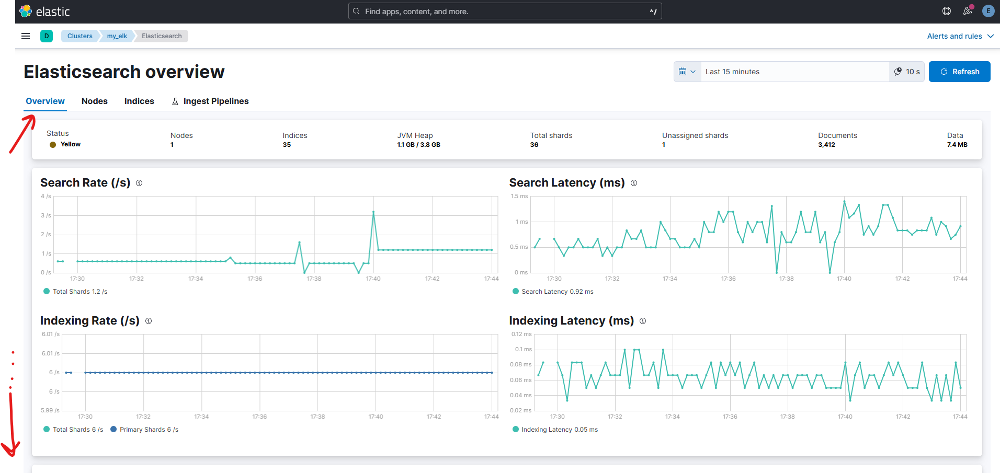 elastic
Find apps, content, and more.
^/
E
D
Clusters
my_elk
Elasticsearch
Alerts and rules
Elasticsearch overview
Last 15 minutes
10 s
Refresh
Overview
Nodes
Indices
Ingest Pipelines
Status
Yellow
Nodes
1
Indices
35
JVM Heap
1.1 GB / 3.8 GB
Total shards
36
Unassigned shards
1
Documents
3,412
Data
7.4 MB
Search Rate (/s)
4 /s
3 /s
2 /s
1 /s
0 /s
17:30 17:32 17:34 17:36 17:38 17:40 17:42 17:44
Total Shards 1.2 /s
Search Latency (ms)
1.5 ms
1 ms
0.5 ms
0 ms
17:30 17:32 17:34 17:36 17:38 17:40 17:42 17:44
Search Latency 0.92 ms
Indexing Rate (/s)
6.01 /s
6.01 /s
6 /s
6 /s
5.99 /s
17:30 17:32 17:34 17:36 17:38 17:40 17:42 17:44
Total Shards 6 /s Primary Shards 6 /s
Indexing Latency (ms)
0.12 ms
0.1 ms
0.08 ms
0.06 ms
0.04 ms
0.02 ms
17:30 17:32 17:34 17:36 17:38 17:40 17:42 17:44
Indexing Latency 0.05 ms